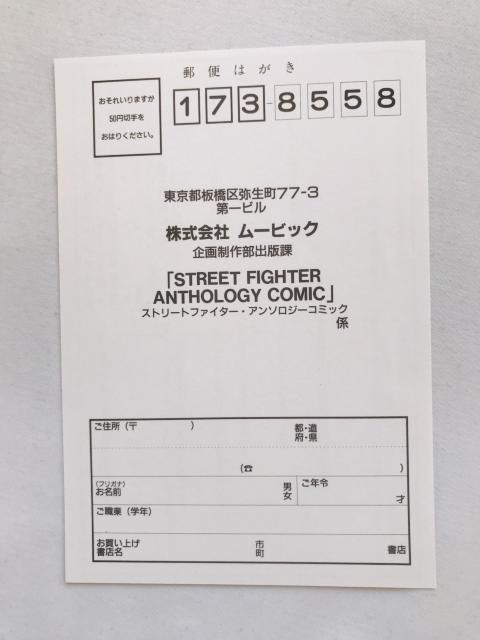 郵便はがき
おそれいりますが
50円切手を
おはりください。
173-8558
東京都板橋区弥生町77-3
第一ビル
株式会社 ムービック
企画制作部出版課
「STREET FIGHTER
ANTHOLOGY COMIC」
ストリートファイター・アンソロジーコミック
係
ご住所(〒 )
都・道
府・県
(☎ )
(フリガナ)
お名前
男
女
ご年令
才
ご職業(学年)
お買い上げ
書店名
市
町
書店